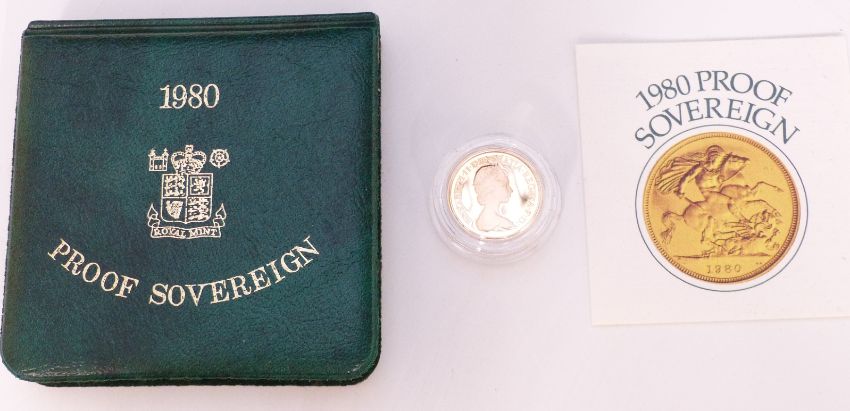 1980
ROYAL MINT
PROOF SOVEREIGN
1980 PROOF
SOVEREIGN
1980